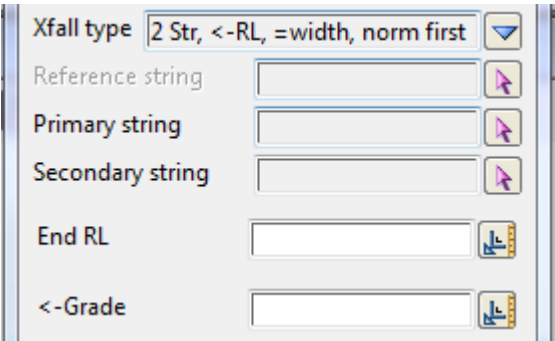 Xfall type 2 Str, <-RL, =width, norm first
Reference string
Primary string
Secondary string
End RL
<-Grade